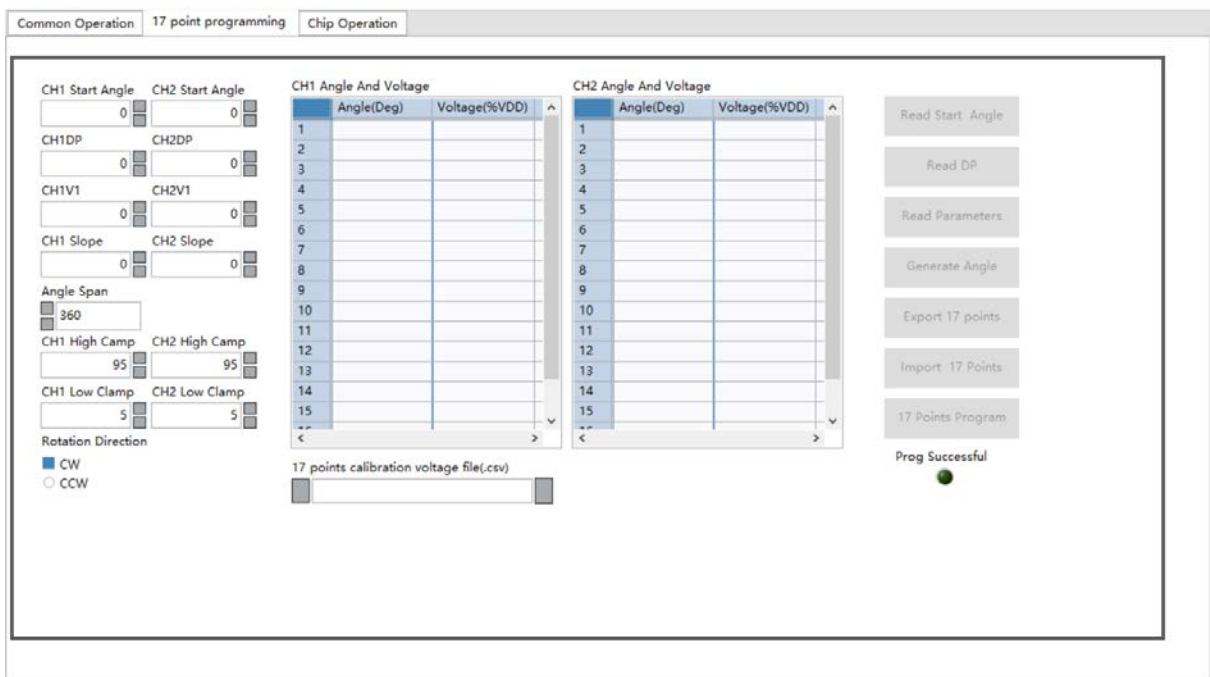 Common Operation 17 point programming Chip Operation
CH1 Start Angle CH2 Start Angle
0 0
CH1DP CH2DP
0 0
CH1V1 CH2V1
0 0
CH1 Slope CH2 Slope
0 0
Angle Span
360
CH1 High Camp CH2 High Camp
95 95
CH1 Low Clamp CH2 Low Clamp
5 5
Rotation Direction
CW
CCW
CH1 Angle And Voltage
Angle(Deg) Voltage(%VDD)
1
2
3
4
5
6
7
8
9
10
11
12
13
14
15
17 points calibration voltage file(.csv)
CH2 Angle And Voltage
Angle(Deg) Voltage(%VDD)
1
2
3
4
5
6
7
8
9
10
11
12
13
14
15
Read Start Angle
Read DP
Read Parameters
Generate Angle
Export 17 points
Import 17 Points
17 Points Program
Prog Successful